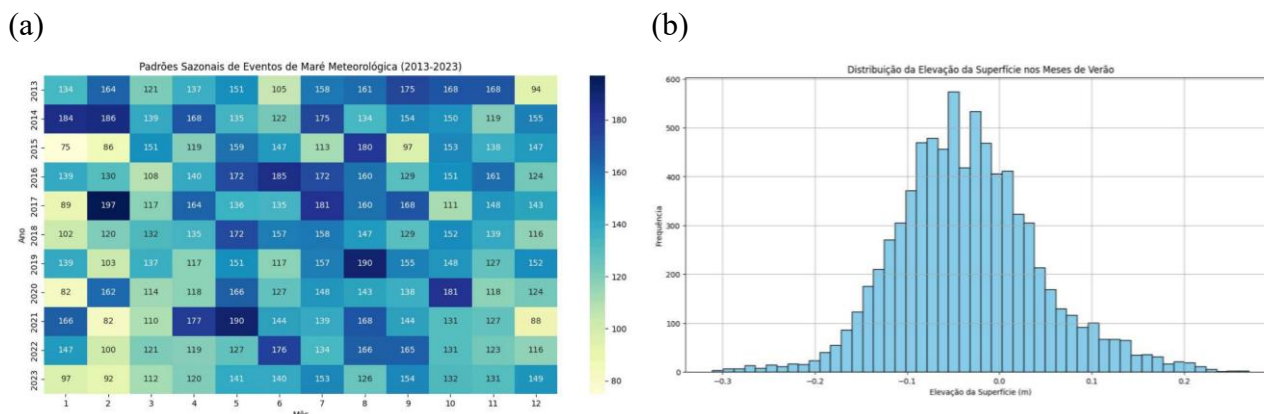 (a)
(b)
Padrões Sazonais de Eventos de Maré Meteorológica (2013-2023)
2013 134 164 121 137 151 105 158 161 175 168 168 94
2014 184 186 139 168 135 122 175 134 154 150 119 155
2015 75 86 151 119 159 147 113 180 97 153 138 147
2016 139 130 108 140 172 185 172 160 129 151 161 124
2017 89 197 117 164 136 135 181 160 168 111 148 143
2018 102 120 132 135 172 157 158 147 129 152 139 116
2019 139 103 137 117 151 117 157 190 155 148 127 152
2020 82 162 114 118 166 127 148 143 138 181 118 124
2021 166 82 110 177 190 144 139 168 144 131 127 88
2022 147 100 121 119 127 176 134 166 165 131 123 116
2023 97 92 112 120 141 140 153 126 154 132 131 149
1 2 3 4 5 6 7 8 9 10 11 12
Ano
Mês
180
160
140
120
100
80
Distribuição da Elevação da Superfície nos Meses de Verão
600
500
400
300
200
100
0
Frequência
−0.3 −0.2 −0.1 0.0 0.1 0.2
Elevação da Superfície (m)